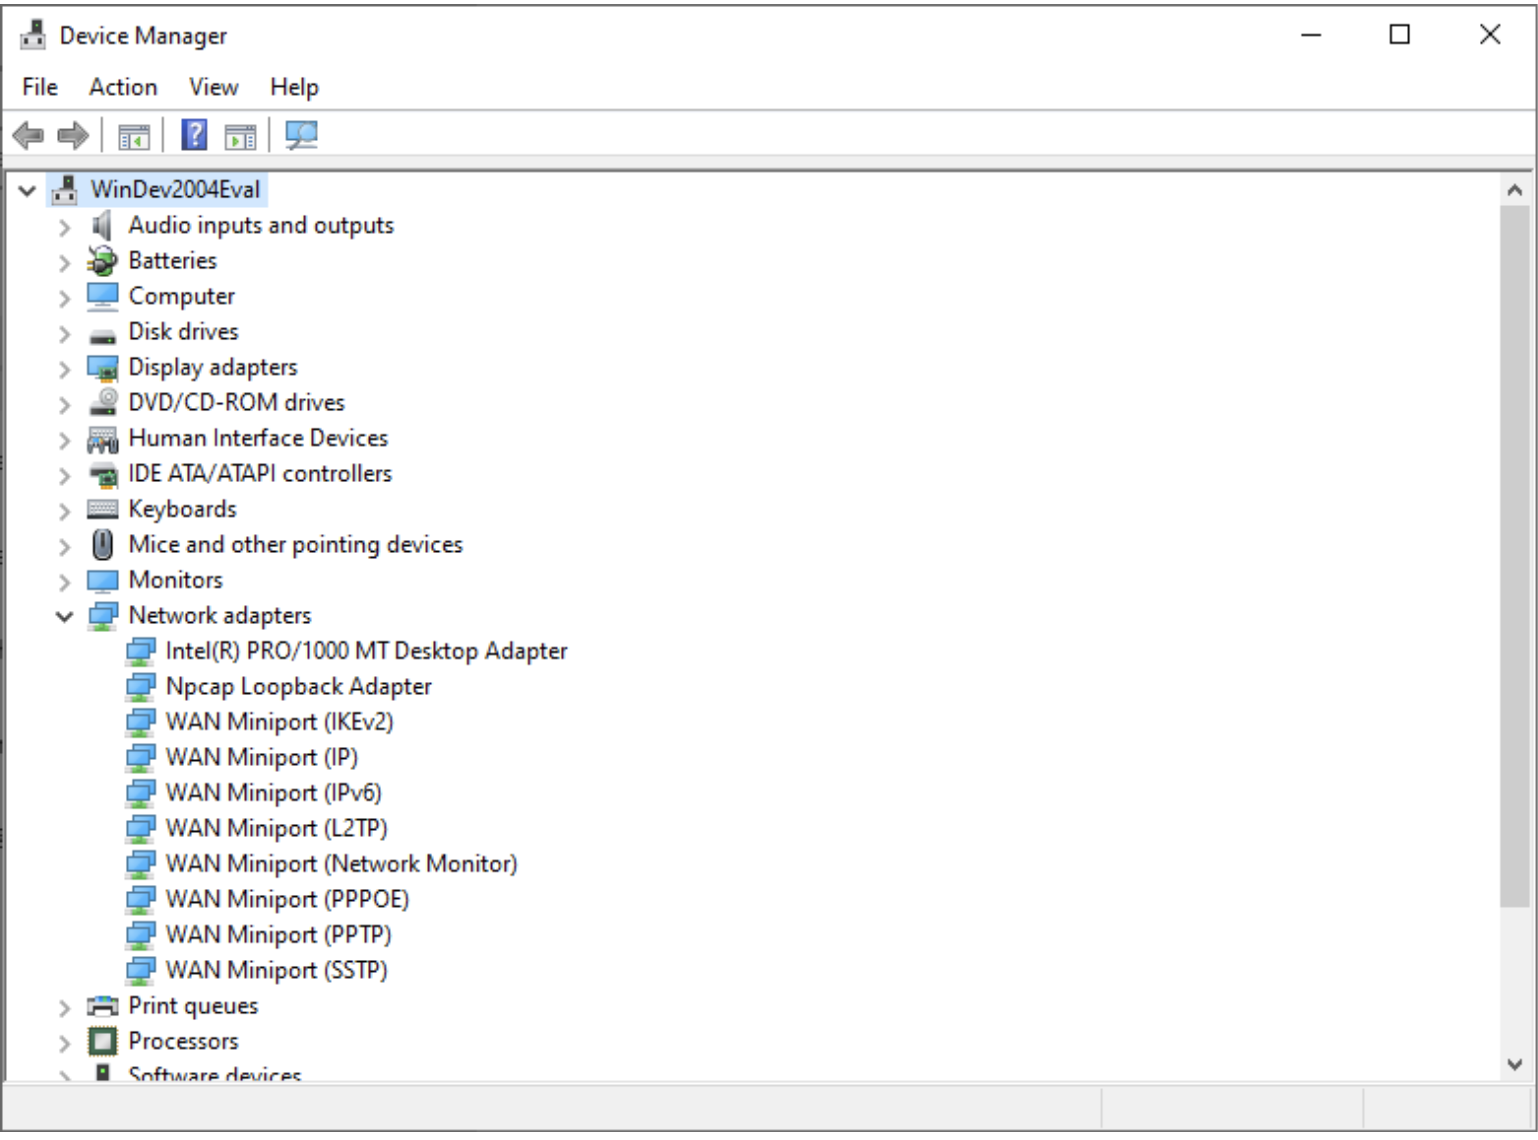 Device Manager
File Action View Help
WinDev2004Eval
Audio inputs and outputs
Batteries
Computer
Disk drives
Display adapters
DVD/CD-ROM drives
Human Interface Devices
IDE ATA/ATAPI controllers
Keyboards
Mice and other pointing devices
Monitors
Network adapters
Intel(R) PRO/1000 MT Desktop Adapter
Npcap Loopback Adapter
WAN Miniport (IKEv2)
WAN Miniport (IP)
WAN Miniport (IPv6)
WAN Miniport (L2TP)
WAN Miniport (Network Monitor)
WAN Miniport (PPPOE)
WAN Miniport (PPTP)
WAN Miniport (SSTP)
Print queues
Processors
Software devices